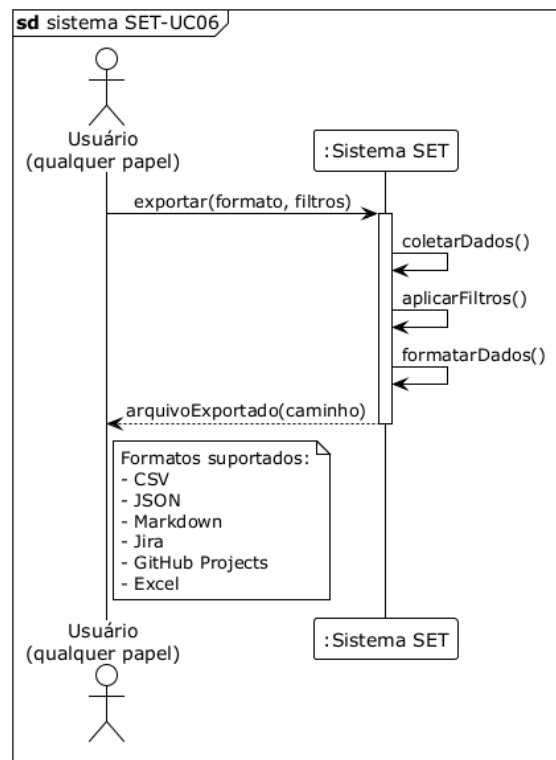 sd sistema SET-UC06
Usuário
(qualquer papel)
:Sistema SET
exportar(formato, filtros)
coletarDados()
aplicarFiltros()
formatarDados()
arquivoExportado(caminho)
Formatos suportados:
- CSV
- JSON
- Markdown
- Jira
- GitHub Projects
- Excel
Usuário
(qualquer papel)
:Sistema SET